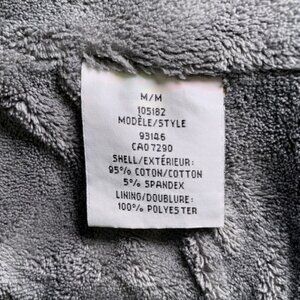 M/M
105182
MODÈLE/STYLE
93146
CA07290
SHELL/EXTÉRIEUR:
95% COTON/COTTON
5% SPANDEX
LINING/DOUBLURE:
100% POLYESTER